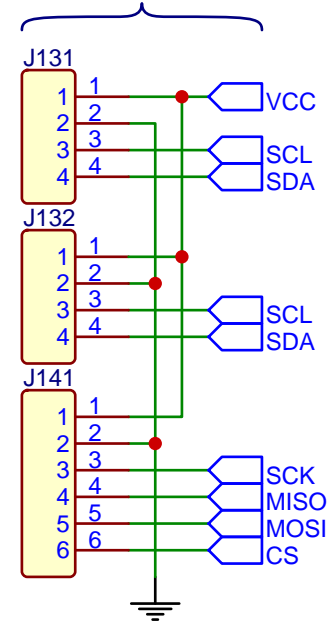 J131
1 1 VCC
2 2
3 3 SCL
4 4 SDA
J132
1 1
2 2
3 3 SCL
4 4 SDA
J141
1 1
2 2
3 3 SCK
4 4 MISO
5 5 MOSI
6 6 CS